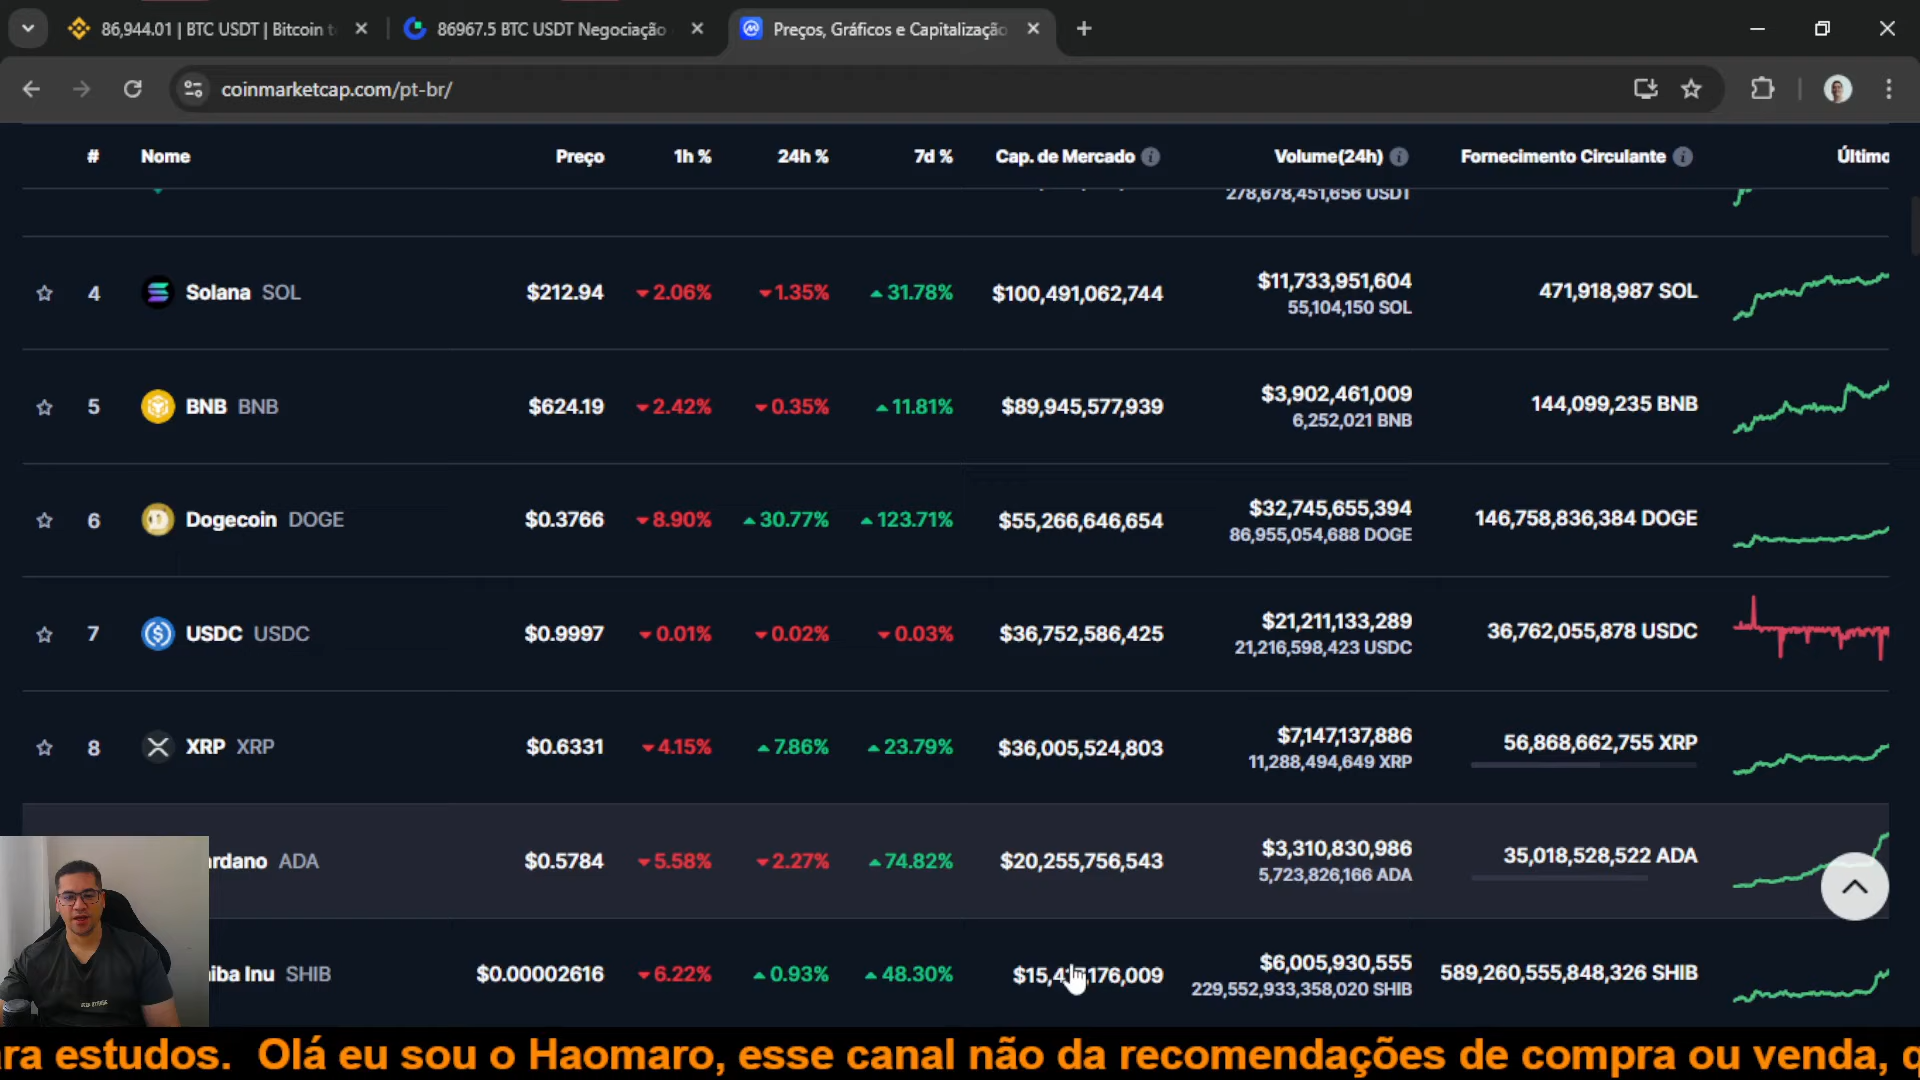 86,944.01 | BTC USDT | Bitcoin t
86967.5 BTC USDT Negociação
Preços, Gráficos e Capitalização
coinmarketcap.com/pt-br/
# Nome Preço 1h % 24h % 7d % Cap. de Mercado Volume(24h) Fornecimento Circulante Último
278,678,451,656 USDT
4 Solana SOL $212.94 2.06% 1.35% 31.78% $100,491,062,744 $11,733,951,604 471,918,987 SOL
55,104,150 SOL
5 BNB BNB $624.19 2.42% 0.35% 11.81% $89,945,577,939 $3,902,461,009 144,099,235 BNB
6,252,021 BNB
6 Dogecoin DOGE $0.3766 8.90% 30.77% 123.71% $55,266,646,654 $32,745,655,394 146,758,836,384 DOGE
86,955,054,688 DOGE
7 USDC USDC $0.9997 0.01% 0.02% 0.03% $36,752,586,425 $21,211,133,289 36,762,055,878 USDC
21,216,598,423 USDC
8 XRP XRP $0.6331 4.15% 7.86% 23.79% $36,005,524,803 $7,147,137,886 56,868,662,755 XRP
11,288,494,649 XRP
ardano ADA $0.5784 5.58% 2.27% 74.82% $20,255,756,543 $3,310,830,986 35,018,528,522 ADA
5,723,826,166 ADA
iba Inu SHIB $0.00002616 6.22% 0.93% 48.30% $6,005,930,555 589,260,555,848,326 SHIB
229,552,933,358,020 SHIB
ra estudos. Olá eu sou o Haomaro, esse canal não da recomendações de compra ou venda, q